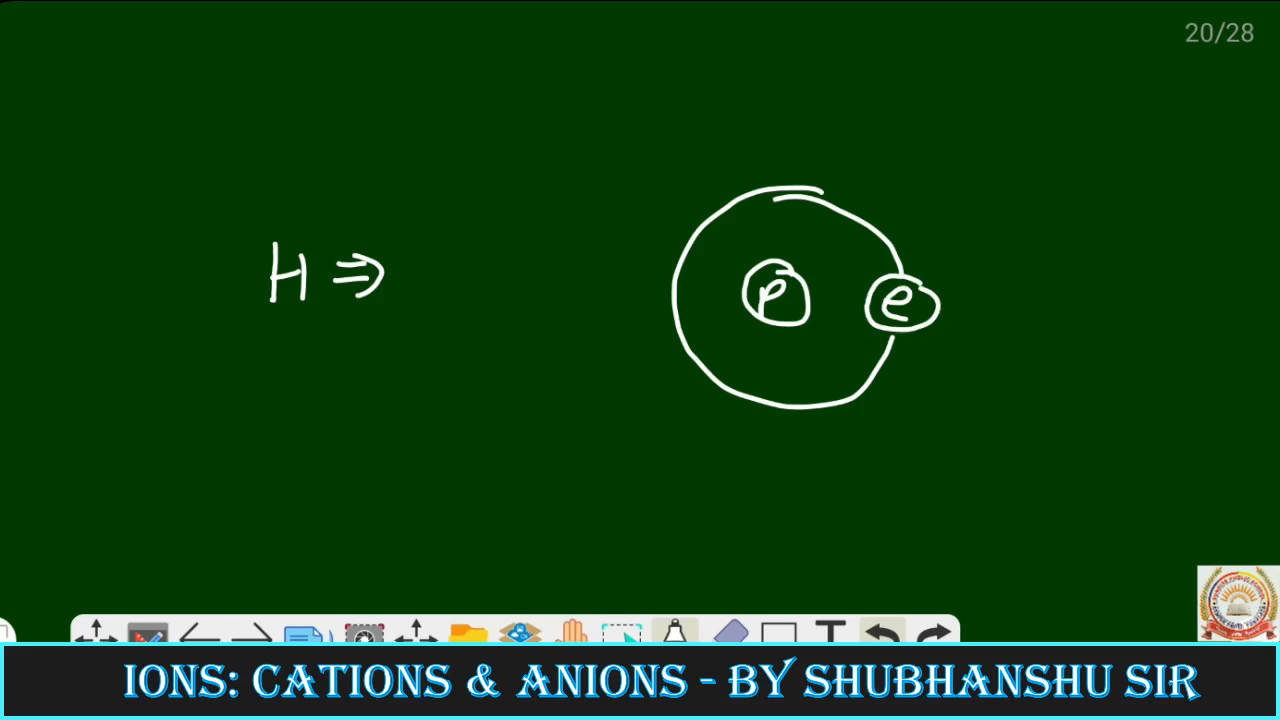 20/28
H ⇒
p
e
IONS: CATIONS & ANIONS - BY SHUBHANSHU SIR